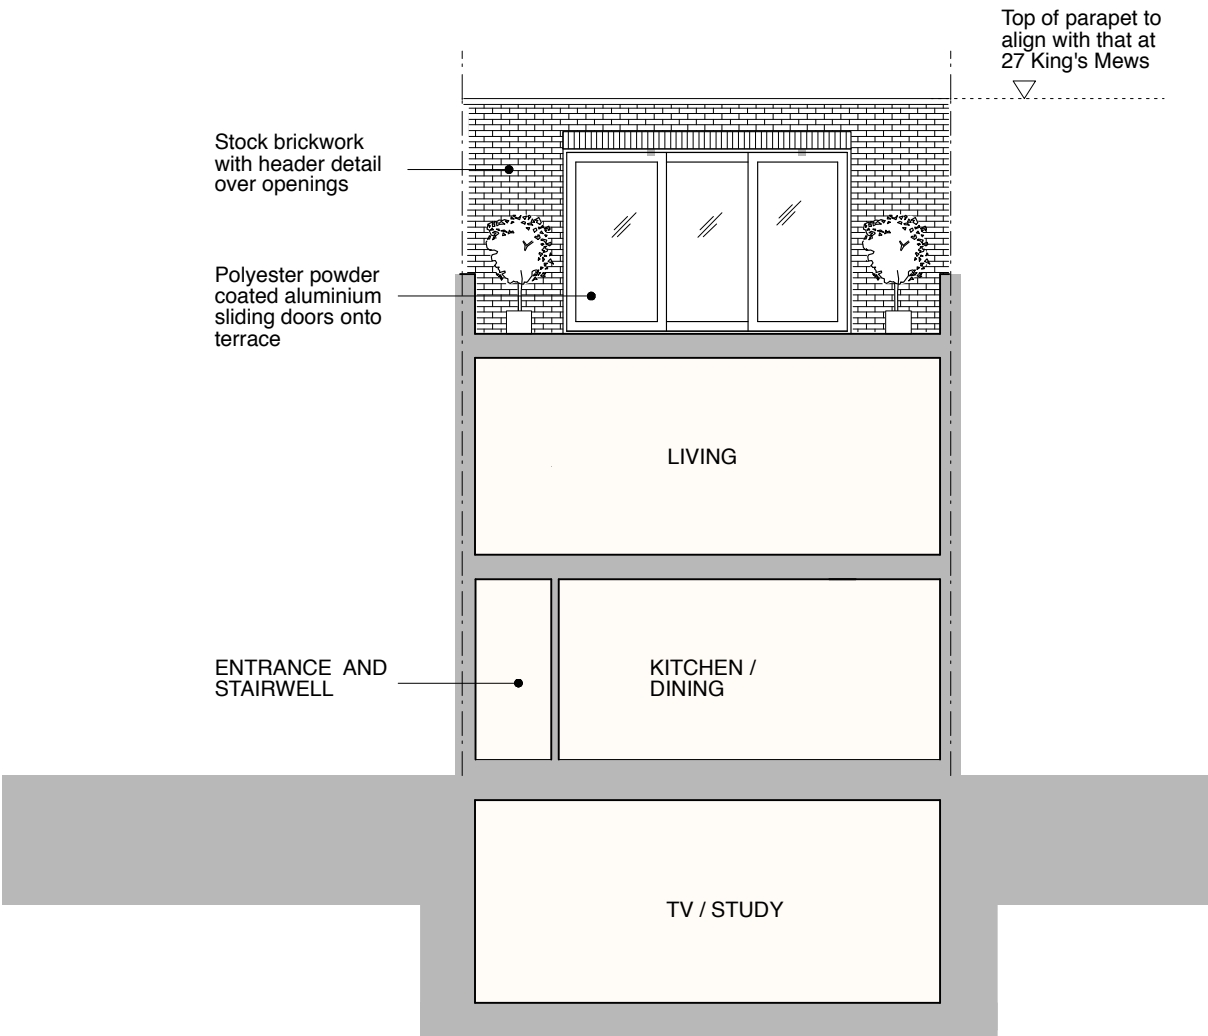 Top of parapet to
align with that at
27 King's Mews
Stock brickwork
with header detail
over openings
Polyester powder
coated aluminium
sliding doors onto
terrace
LIVING
ENTRANCE AND
STAIRWELL
KITCHEN /
DINING
TV / STUDY